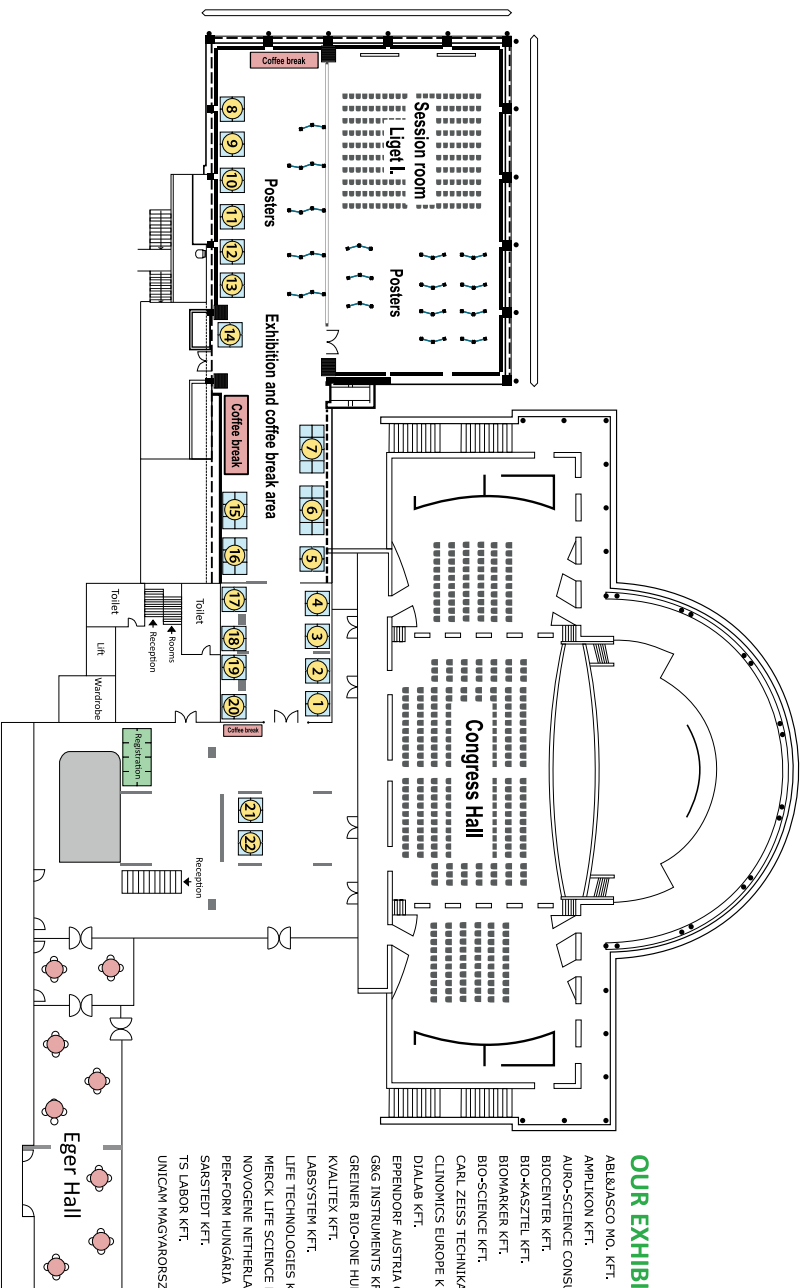 Coffee break
8
9
10
11
12
13
14
Posters
Session room
Liget I.
Posters
Exhibition and coffee break area
Coffee break
7
6
5
4
3
2
1
15
16
17
18
19
20
Toilet
Toilet
Rooms
Reception
Lift
Wardrobe
Coffee break
Registration
21
22
Reception
Congress Hall
Eger Hall
OUR EXHIBI
ABL&JASCO MO. KFT.
AMPLIKON KFT.
AURO-SCIENCE CONSU
BIOCENTER KFT.
BIO-KASZTEL KFT.
BIOMARKER KFT.
BIO-SCIENCE KFT.
CARL ZEISS TECHNIKA
CLINOMICS EUROPE K
DIALAB KFT.
EPPENDORF AUSTRIA
G&G INSTRUMENTS KF
GREINER BIO-ONE HU
KVALITEX KFT.
LABSYSTEM KFT.
LIFE TECHNOLOGIES K
MERCK LIFE SCIENCE
NOVOGENE NETHERLA
PER-FORM HUNGÁRIA
SARSTEDT KFT.
TS LABOR KFT.
UNICAM MAGYARORSZ